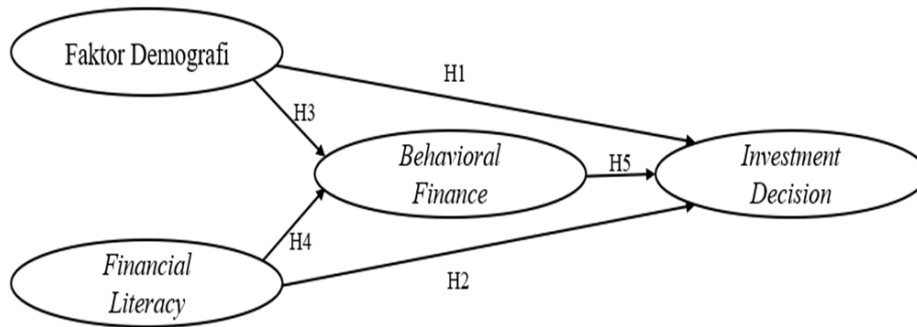 Faktor Demografi
H1
H3
Behavioral
Finance
H5
Investment
Decision
H4
Financial
Literacy
H2